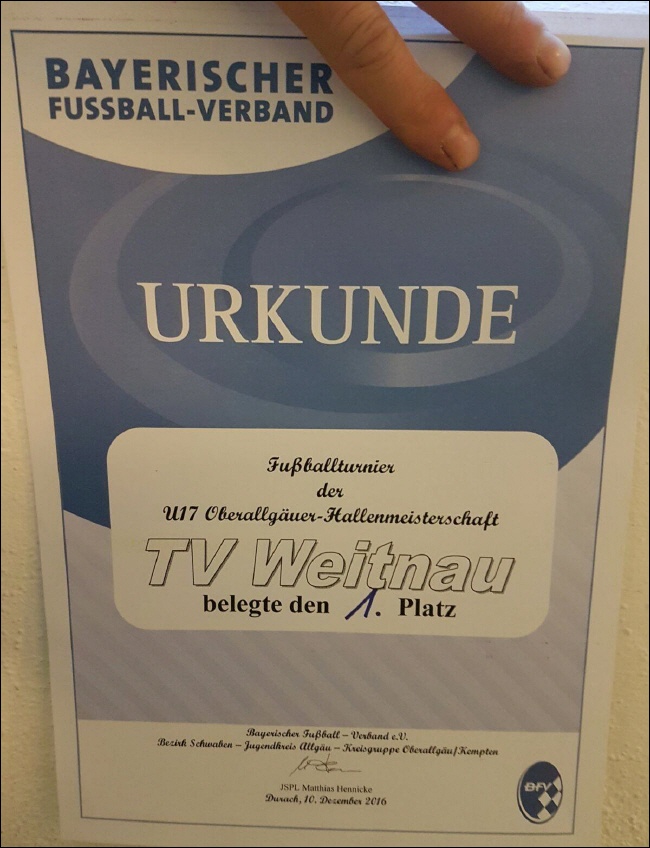 BAYERISCHER
FUSSBALL-VERBAND
URKUNDE
Fußballturnier
der
U17 Oberallgäuer-Hallenmeisterschaft
TV Weitnau
belegte den 1. Platz
Bayerischer Fußball – Verband e.V.
Bezirk Schwaben – Jugendkreis Allgäu – Kreisgruppe Oberallgäu/Kempten
JSPL Matthias Hennicke
Durach, 10. Dezember 2016
BFV